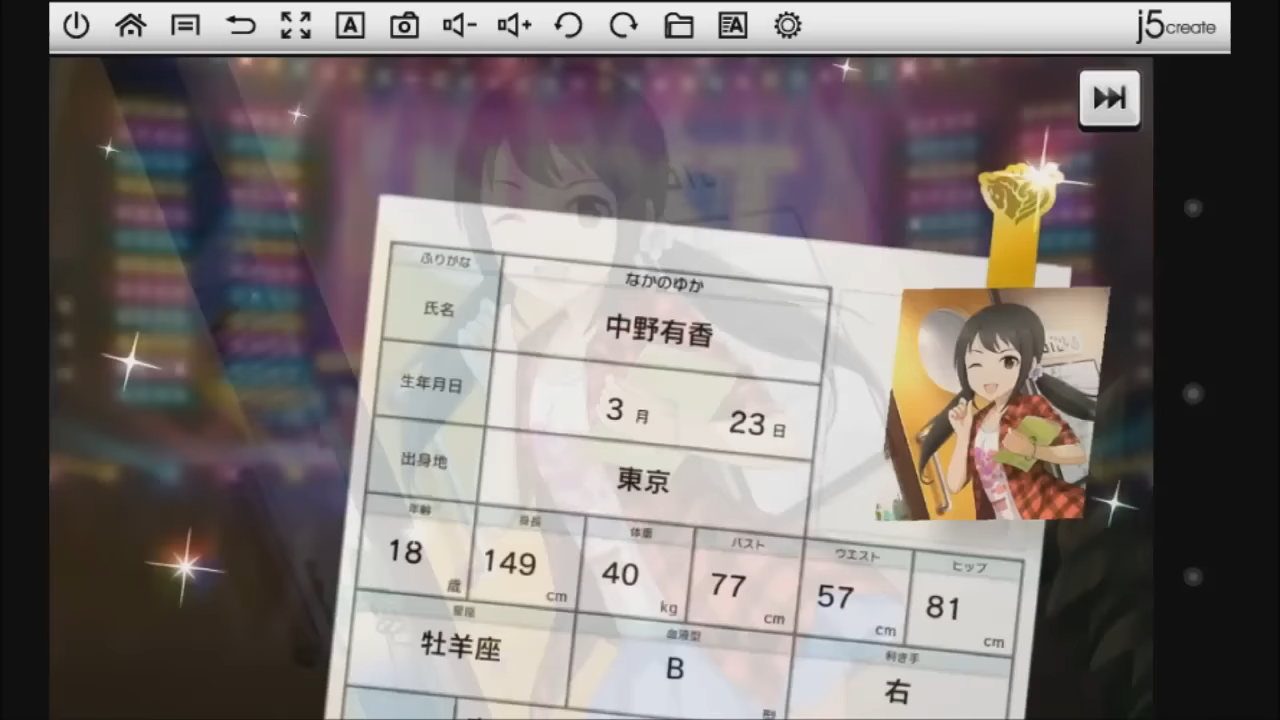 j5create
ふりがな
なかのゆか
氏名
中野有香
生年月日
3月 23日
出身地
東京
年齢 身長 体重 バスト ウエスト ヒップ
18歳 149cm 40kg 77cm 57cm 81cm
星座 血液型 利き手
牡羊座 B型 右